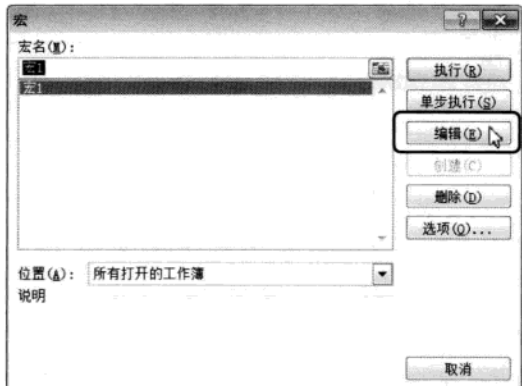 宏
宏名(M):
宏1
宏1
执行(R)
单步执行(S)
编辑(E)
创建(C)
删除(D)
选项(O)...
位置(A): 所有打开的工作簿
说明
取消